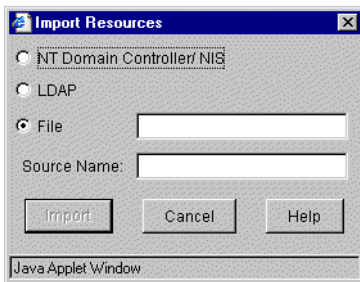 Import Resources
NT Domain Controller/ NIS
LDAP
File
Source Name:
Import
Cancel
Help
Java Applet Window